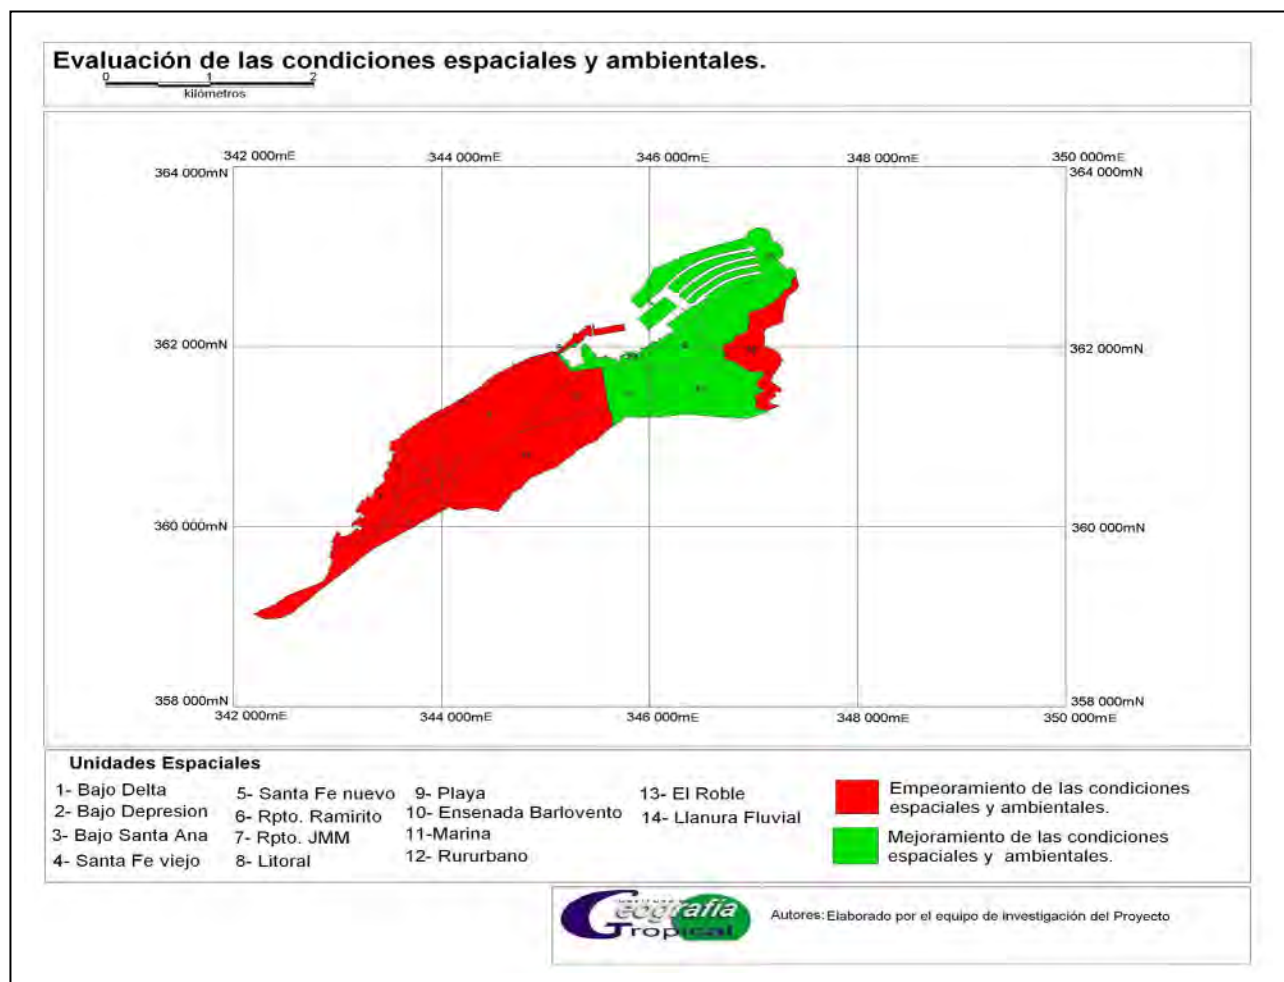 Evaluación de las condiciones espaciales y ambientales.
0 1 2
kilómetros
342 000mE 344 000mE 346 000mE 348 000mE 350 000mE
364 000mN 364 000mN
362 000mN 362 000mN
360 000mN 360 000mN
358 000mN 358 000mN
342 000mE 344 000mE 346 000mE 348 000mE 350 000mE
Unidades Espaciales
1- Bajo Delta
2- Bajo Depresion
3- Bajo Santa Ana
4- Santa Fe viejo
5- Santa Fe nuevo
6- Rpto. Ramirito
7- Rpto. JMM
8- Litoral
9- Playa
10- Ensenada Barlovento
11-Marina
12- Rururbano
13- El Roble
14- Llanura Fluvial
Empeoramiento de las condiciones
espaciales y ambientales.
Mejoramiento de las condiciones
espaciales y ambientales.
Geografía
Tropical
Autores: Elaborado por el equipo de investigación del Proyecto